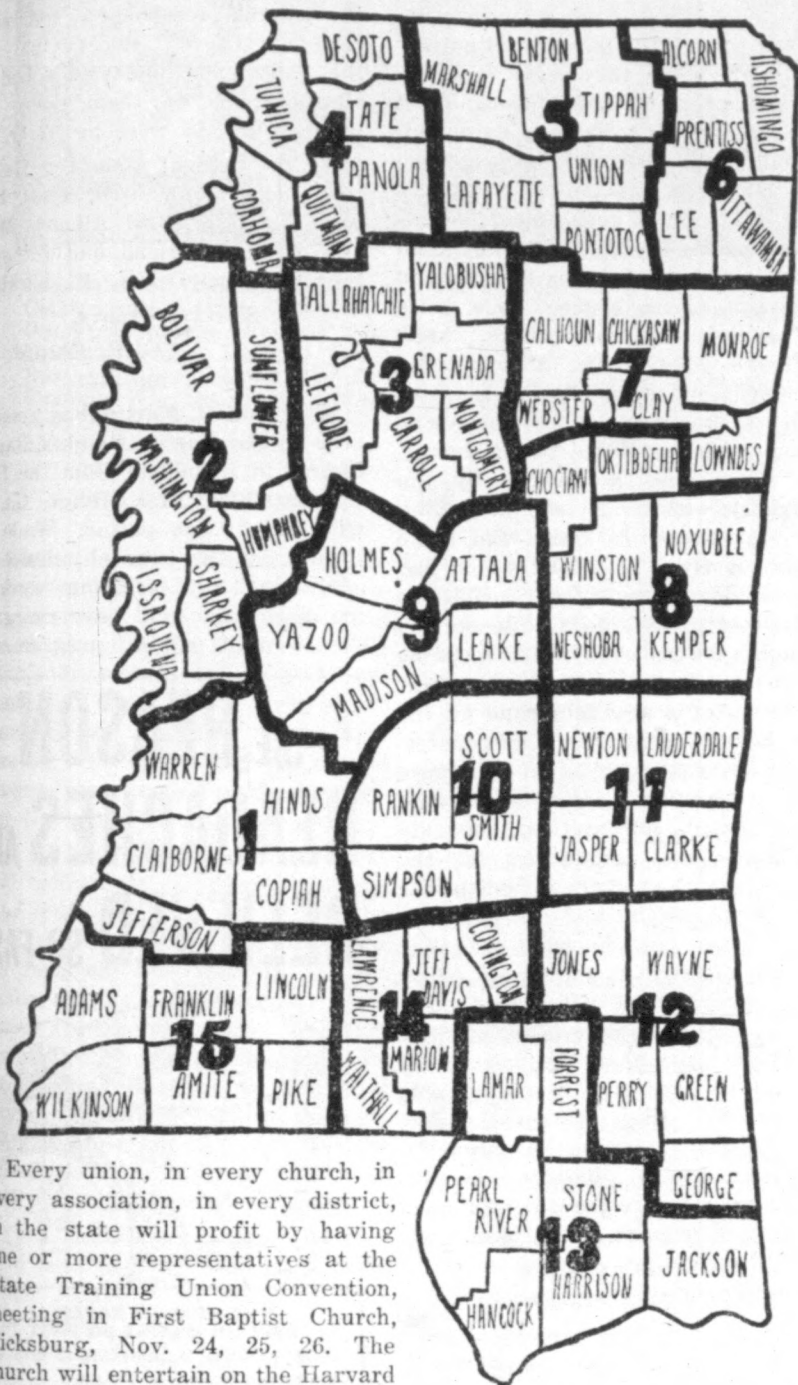 DESOTO
BENTON
ALCORN
TISHOMINGO
MARSHALL
TIPPAH
TUNICA
TATE
4
5
PRENTISS
PANOLA
UNION
6
LAFAYETTE
QUITMAN
LEE
ITTAWAMBA
COAHOMA
PONTOTOC
YALOBUSHA
TALLAHATCHIE
BOLIVAR
SUNFLOWER
CALHOUN
CHICKASAW
MONROE
GRENADA
3
7
LEFLORE
CARROLL
MONTGOMERY
WEBSTER
CLAY
WASHINGTON
2
CHOCTAW
OKTIBBEHA
LOWNDES
HUMPHREY
HOLMES
ATTALA
WINSTON
NOXUBEE
8
ISSAQUENA
SHARKEY
YAZOO
9
LEAKE
NESHOBA
KEMPER
MADISON
SCOTT
NEWTON
LAUDERDALE
WARREN
HINDS
RANKIN
10
11
SMITH
1
CLAIBORNE
JASPER
CLARKE
COPIAH
SIMPSON
JEFFERSON
LAWRENCE
JEFF
DAVIS
COVINGTON
JONES
WAYNE
LINCOLN
ADAMS
FRANKLIN
14
12
15
MARION
WALTHALL
LAMAR
FORREST
PERRY
GREEN
AMITE
PIKE
WILKINSON
PEARL
RIVER
STONE
GEORGE
13
HARRISON
JACKSON
HANCOCK
Every union, in every church, in
very association, in every district,
the state will profit by having
or more representatives at the
tate Training Union Convention,
eeting in First Baptist Church,
icksburg, Nov. 24, 25, 26. The
hurch will entertain on the Harvard